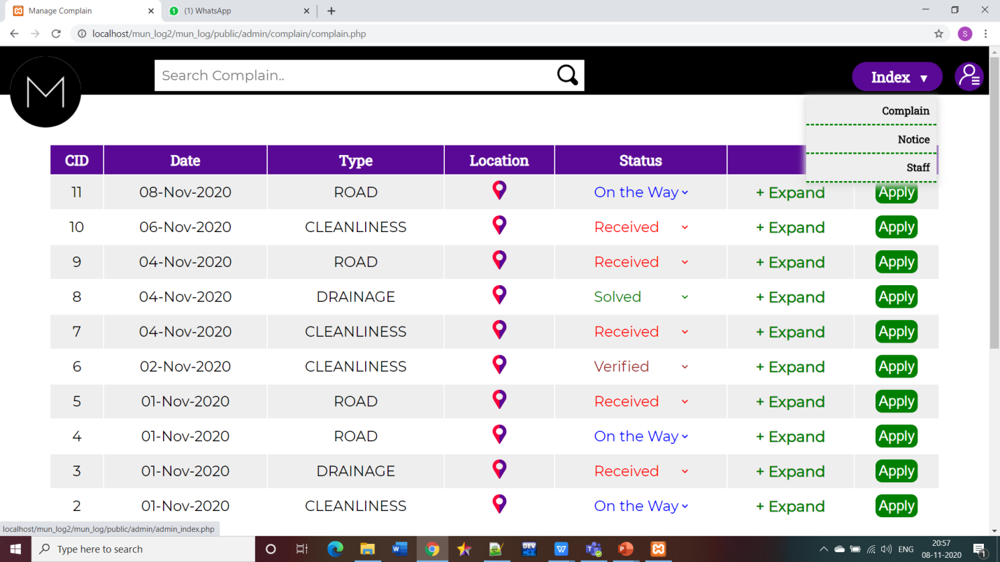 Manage Complain
(1) WhatsApp
localhost/mun_log2/mun_log/public/admin/complain/complain.php
S
M
Search Complain..
Index ▼
Complain
Notice
Staff
CID Date Type Location Status
11 08-Nov-2020 ROAD On the Way + Expand Apply
10 06-Nov-2020 CLEANLINESS Received + Expand Apply
9 04-Nov-2020 ROAD Received + Expand Apply
8 04-Nov-2020 DRAINAGE Solved + Expand Apply
7 04-Nov-2020 CLEANLINESS Received + Expand Apply
6 02-Nov-2020 CLEANLINESS Verified + Expand Apply
5 01-Nov-2020 ROAD Received + Expand Apply
4 01-Nov-2020 ROAD On the Way + Expand Apply
3 01-Nov-2020 DRAINAGE Received + Expand Apply
2 01-Nov-2020 CLEANLINESS On the Way + Expand Apply
localhost/mun_log2/mun_log/public/admin/admin_index.php
Type here to search
DEV
ENG
20:57
08-11-2020
1